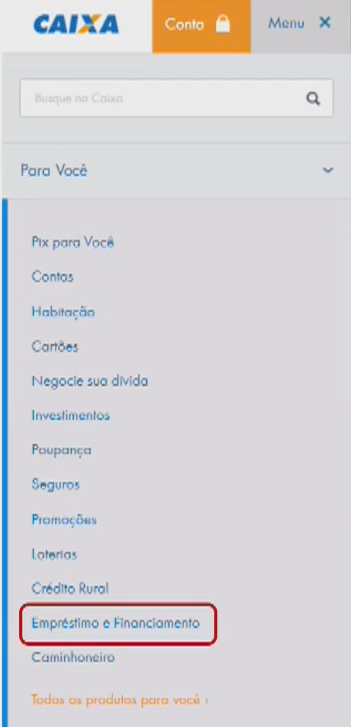 CAIXA
Conta
Menu ✕
Busque na Caixa
Para Você
Pix para Você
Contas
Habitação
Cartões
Negocie sua dívida
Investimentos
Poupança
Seguros
Promoções
Loterias
Crédito Rural
Empréstimo e Financiamento
Caminhoneiro
Todos os produtos para você ›